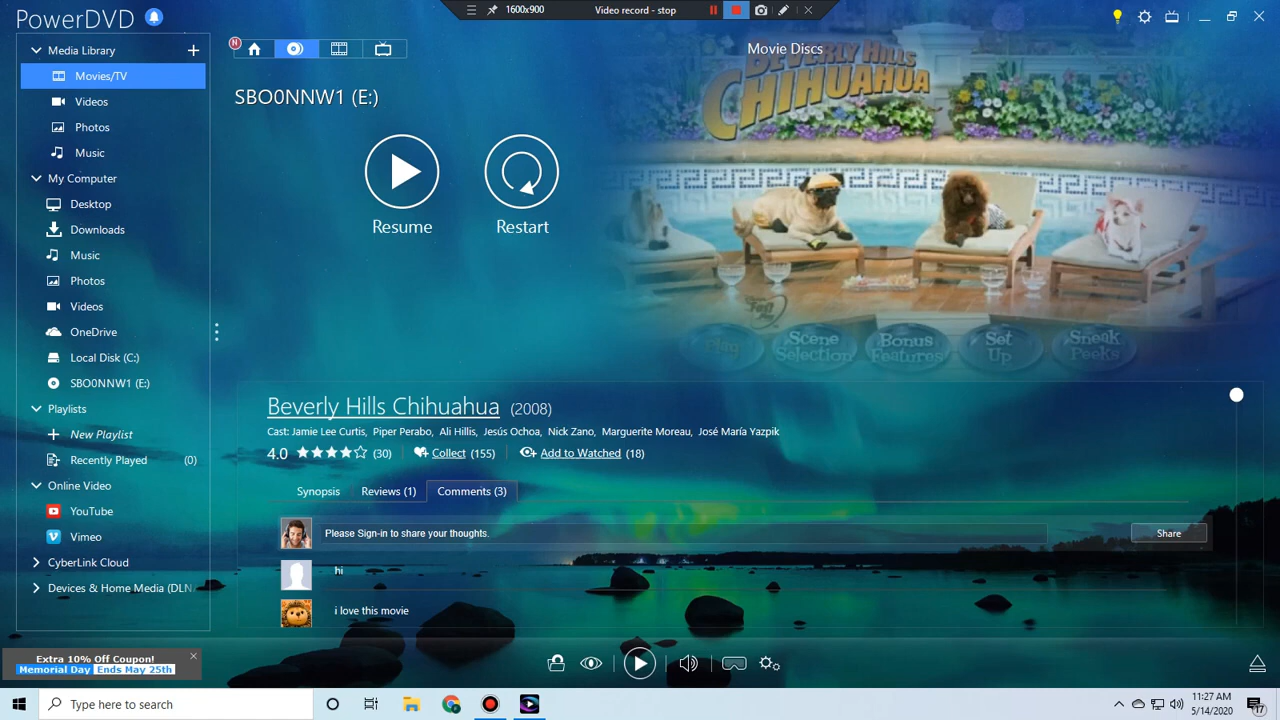 PowerDVD
1600x900
Video record - stop
Media Library
Movies/TV
Videos
Photos
Music
My Computer
Desktop
Downloads
Music
Photos
Videos
OneDrive
Local Disk (C:)
SBO0NNW1 (E:)
Playlists
New Playlist
Recently Played (0)
Online Video
YouTube
Vimeo
CyberLink Cloud
Devices & Home Media (DLN
Extra 10% Off Coupon!
Memorial Day Ends May 25th
N
Movie Discs
SBO0NNW1 (E:)
Resume
Restart
BEVERLY HILLS
CHIHUAHUA
Play
Scene Selection
Bonus Features
Set Up
Sneak Peeks
Beverly Hills Chihuahua (2008)
Cast: Jamie Lee Curtis, Piper Perabo, Ali Hillis, Jesús Ochoa, Nick Zano, Marguerite Moreau, José María Yazpik
4.0 (30) Collect (155) Add to Watched (18)
Synopsis Reviews (1) Comments (3)
Please Sign-in to share your thoughts.
Share
hi
i love this movie
Type here to search
11:27 AM
5/14/2020
17